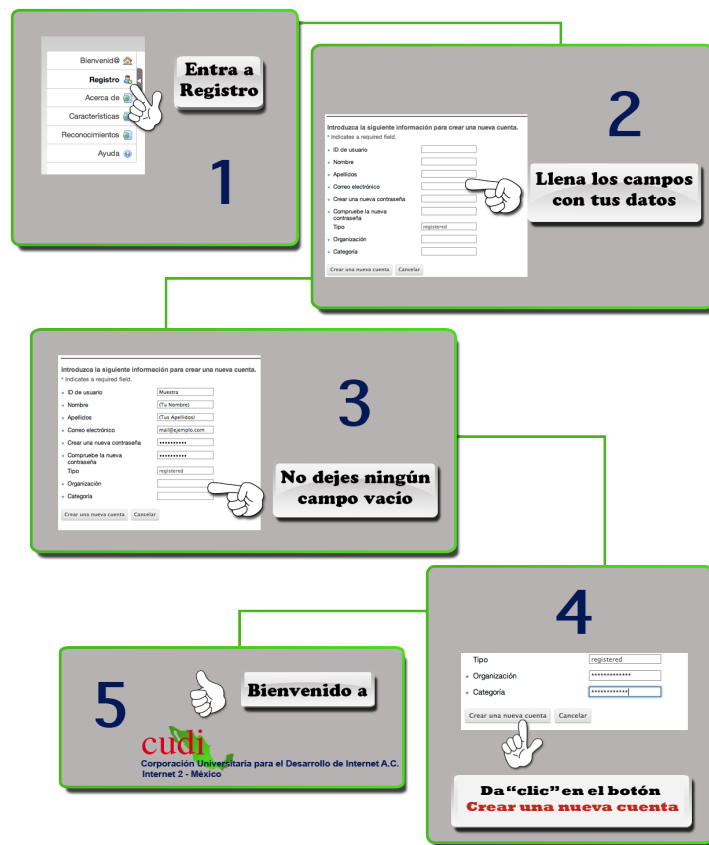 Bienvenid@
Registro
Acerca de
Características
Reconocimientos
Ayuda
Entra a
Registro
1
Introduzca la siguiente información para crear una nueva cuenta.
* Indicates a required field.
ID de usuario
Nombre
Apellidos
Correo electrónico
Crear una nueva contraseña
Compruebe la nueva
contraseña
Tipo registered
Organización
Categoría
Crear una nueva cuenta Cancelar
2
Llena los campos
con tus datos
Introduzca la siguiente información para crear una nueva cuenta.
* Indicates a required field.
ID de usuario Muestra
Nombre (Tu Nombre)
Apellidos (Tus Apellidos)
Correo electrónico mail@ejemplo.com
Crear una nueva contraseña ••••••••••
Compruebe la nueva ••••••••••
contraseña
Tipo registered
Organización
Categoría
Crear una nueva cuenta Cancelar
3
No dejes ningún
campo vacío
4
Tipo registered
Organización *************
Categoría ************
Crear una nueva cuenta Cancelar
Da “clic” en el botón
Crear una nueva cuenta
5
Bienvenido a
cudi
Corporación Universitaria para el Desarrollo de Internet A.C.
Internet 2 - México